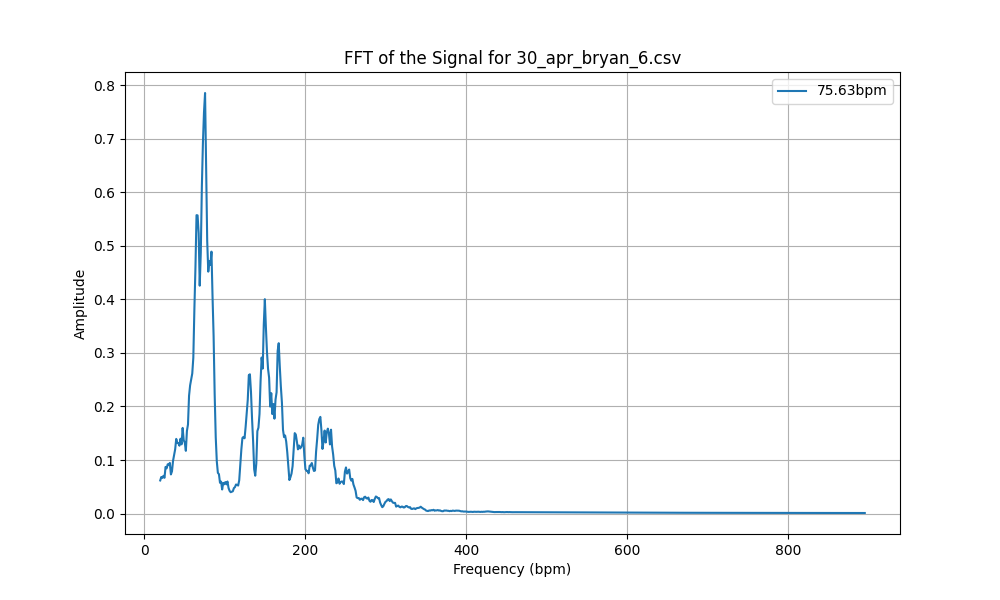 FFT of the Signal for 30_apr_bryan_6.csv
75.63bpm
Amplitude
0.8
0.7
0.6
0.5
0.4
0.3
0.2
0.1
0.0
0 200 400 600 800
Frequency (bpm)